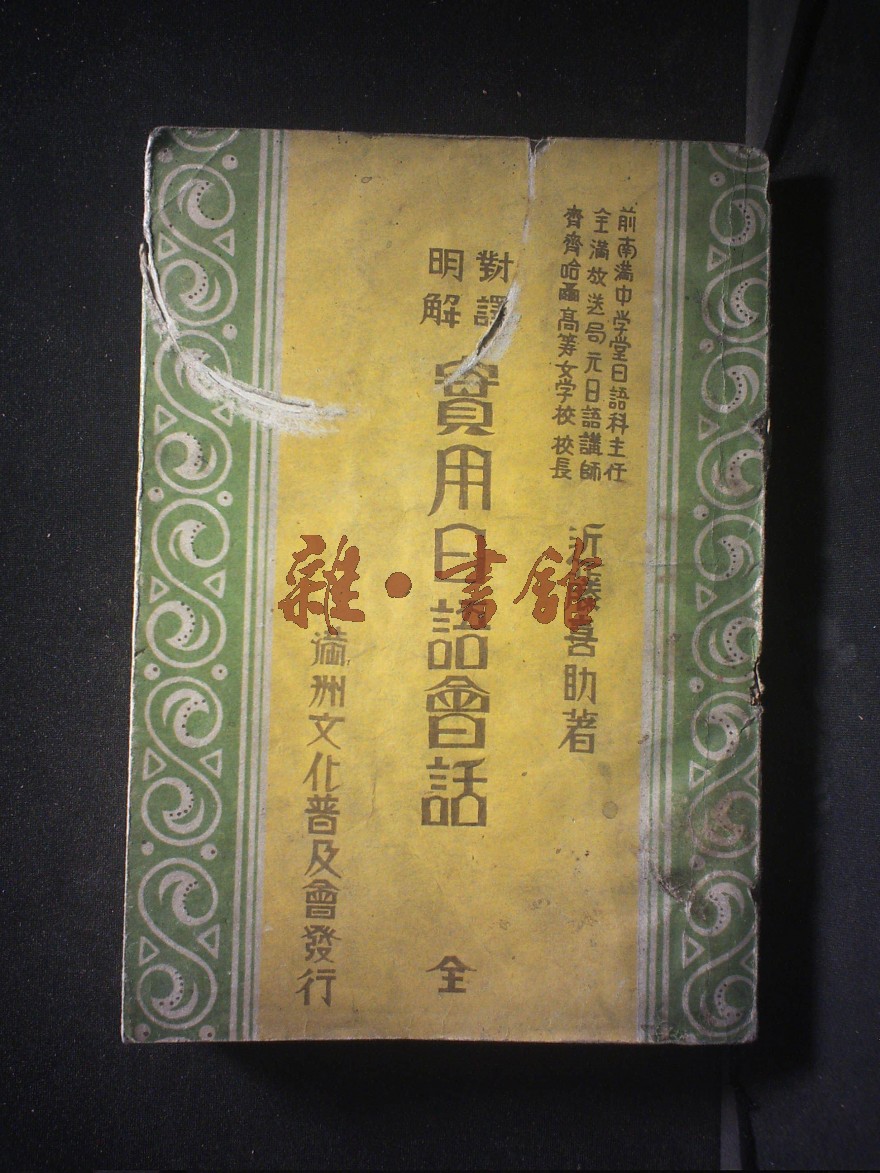 前南満中学堂日語科主任
全満放送局元日語講師
齊齊哈爾高等女学校校長
近藤喜助著
對譯
明解
實用日語會話
全
満洲文化普及會發行
雜·書館